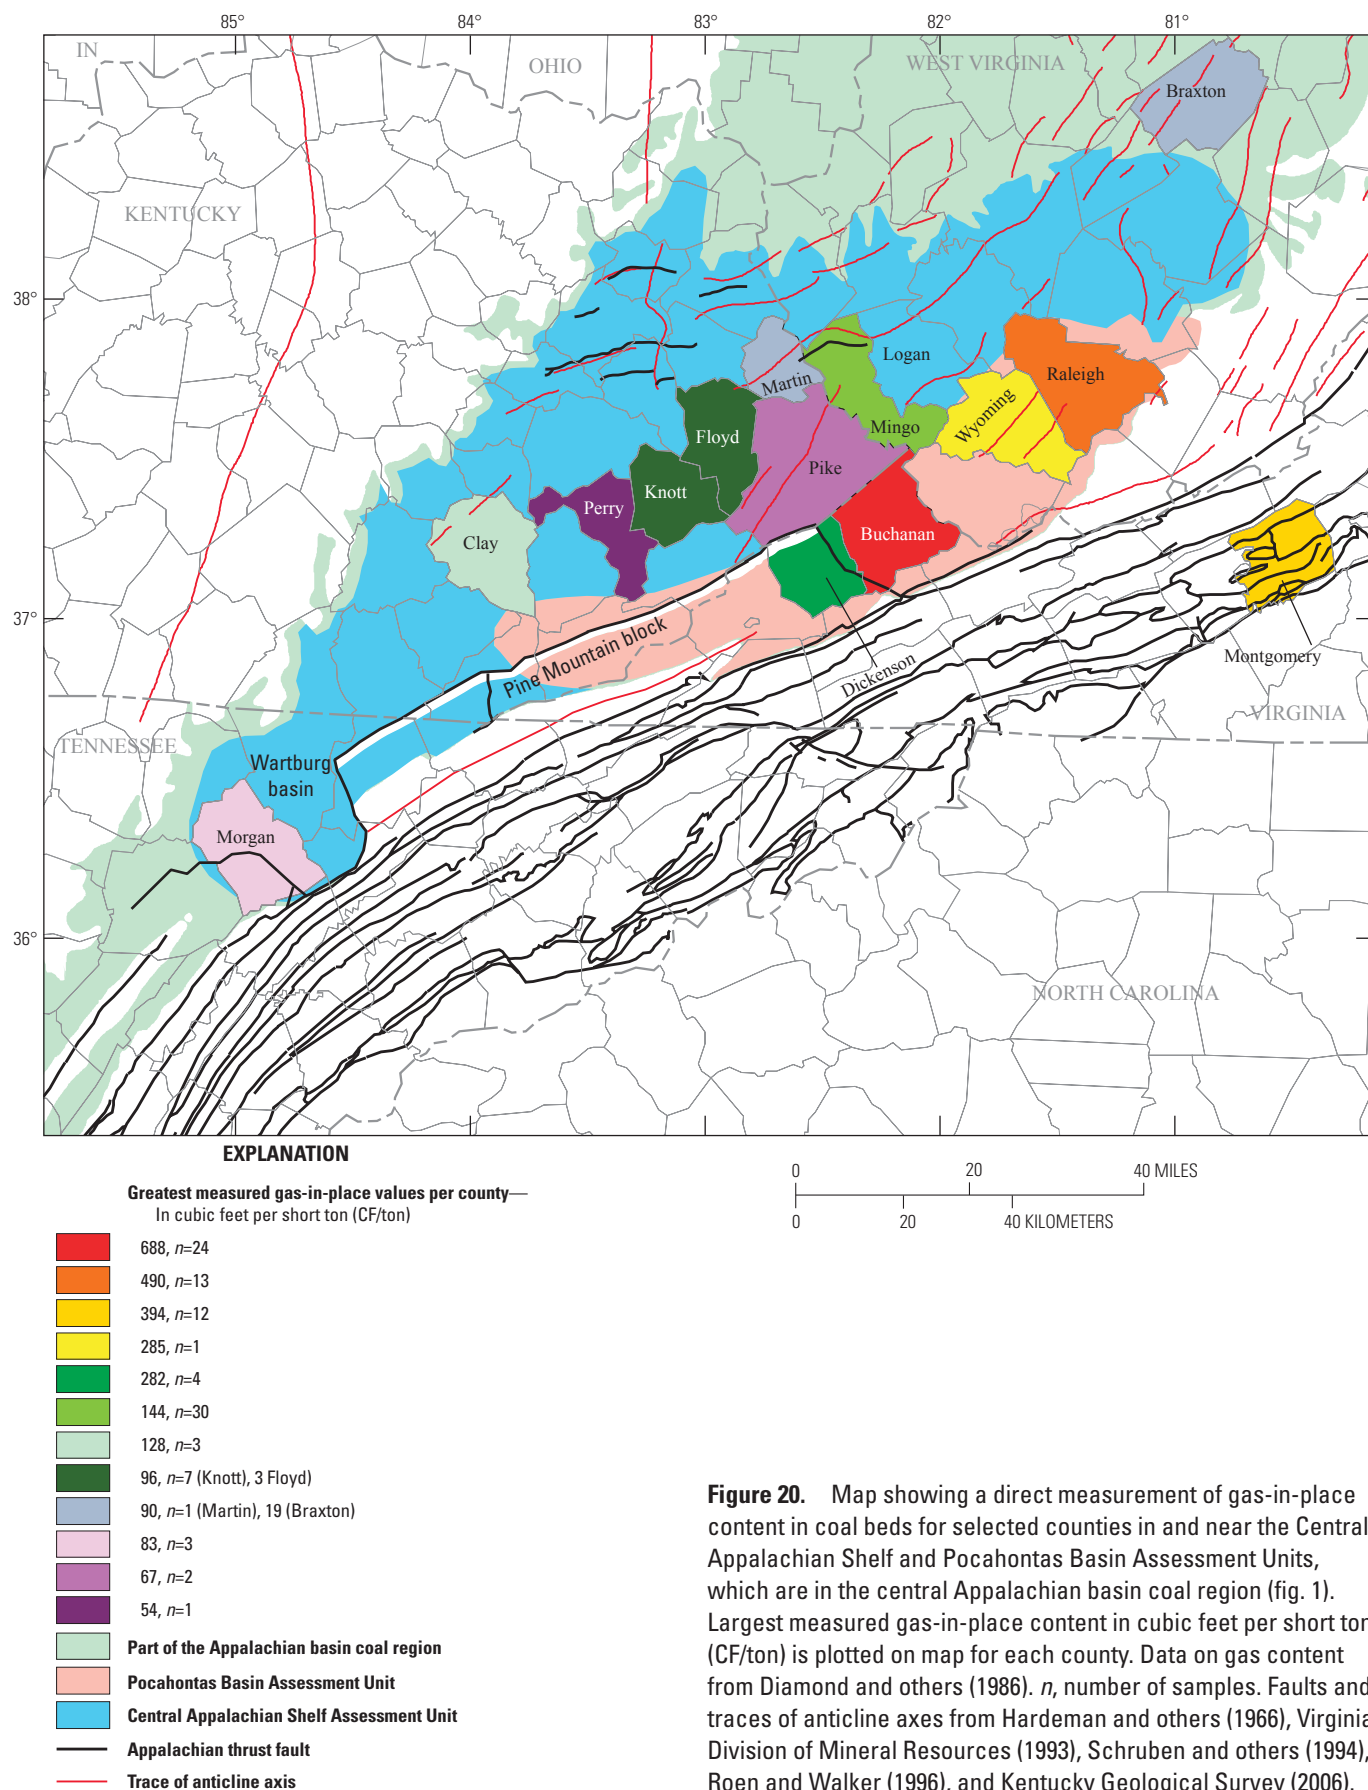 85°
84°
83°
82°
81°
IN
OHIO
WEST VIRGINIA
Braxton
KENTUCKY
38°
Logan
Martin
Raleigh
Wyoming
Mingo
Floyd
Pike
Knott
Perry
Buchanan
Clay
37°
Pine Mountain block
Montgomery
Dickenson
VIRGINIA
TENNESSEE
Wartburg
basin
Morgan
36°
NORTH CAROLINA
EXPLANATION
Greatest measured gas-in-place values per county—
In cubic feet per short ton (CF/ton)
688, n=24
490, n=13
394, n=12
285, n=1
282, n=4
144, n=30
128, n=3
96, n=7 (Knott), 3 Floyd)
90, n=1 (Martin), 19 (Braxton)
83, n=3
67, n=2
54, n=1
Part of the Appalachian basin coal region
Pocahontas Basin Assessment Unit
Central Appalachian Shelf Assessment Unit
Appalachian thrust fault
Trace of anticline axis
0 20 40 MILES
0 20 40 KILOMETERS
Figure 20. Map showing a direct measurement of gas-in-place
content in coal beds for selected counties in and near the Central
Appalachian Shelf and Pocahontas Basin Assessment Units,
which are in the central Appalachian basin coal region (fig. 1).
Largest measured gas-in-place content in cubic feet per short ton
(CF/ton) is plotted on map for each county. Data on gas content
from Diamond and others (1986). n, number of samples. Faults and
traces of anticline axes from Hardeman and others (1966), Virginia
Division of Mineral Resources (1993), Schruben and others (1994),
Roen and Walker (1996), and Kentucky Geological Survey (2006).